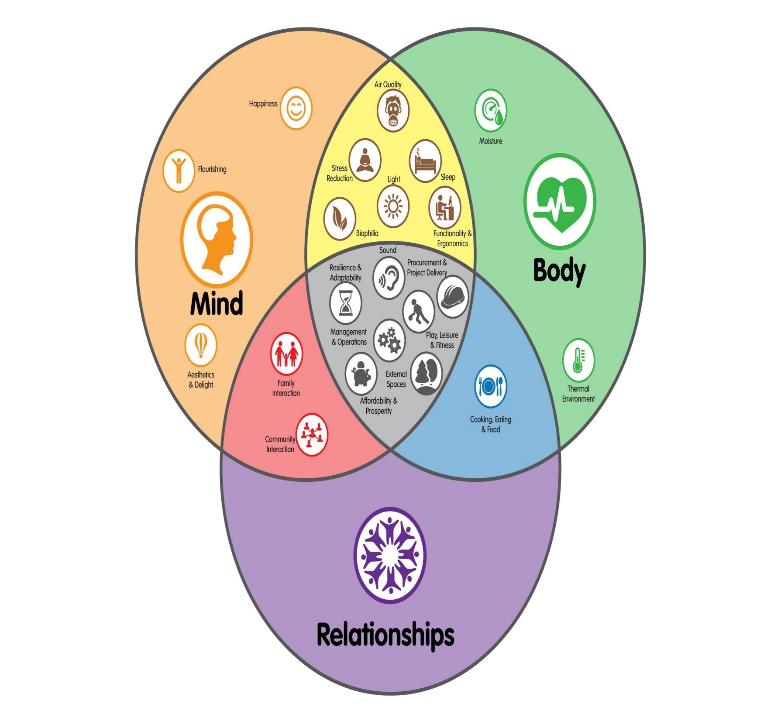 Air Quality
Happiness
Moisture
Flourishing
Stress
Reduction
Light
Sleep
Biophilia
Functionality &
Ergonomics
Sound
Mind
Body
Resilience &
Adaptability
Procurement &
Project Delivery
Management
& Operations
Play, Leisure
& Fitness
Aesthetics
& Delight
Family
Interaction
External
Spaces
Thermal
Environment
Affordability &
Prosperity
Cooking, Eating
& Food
Community
Interaction
Relationships